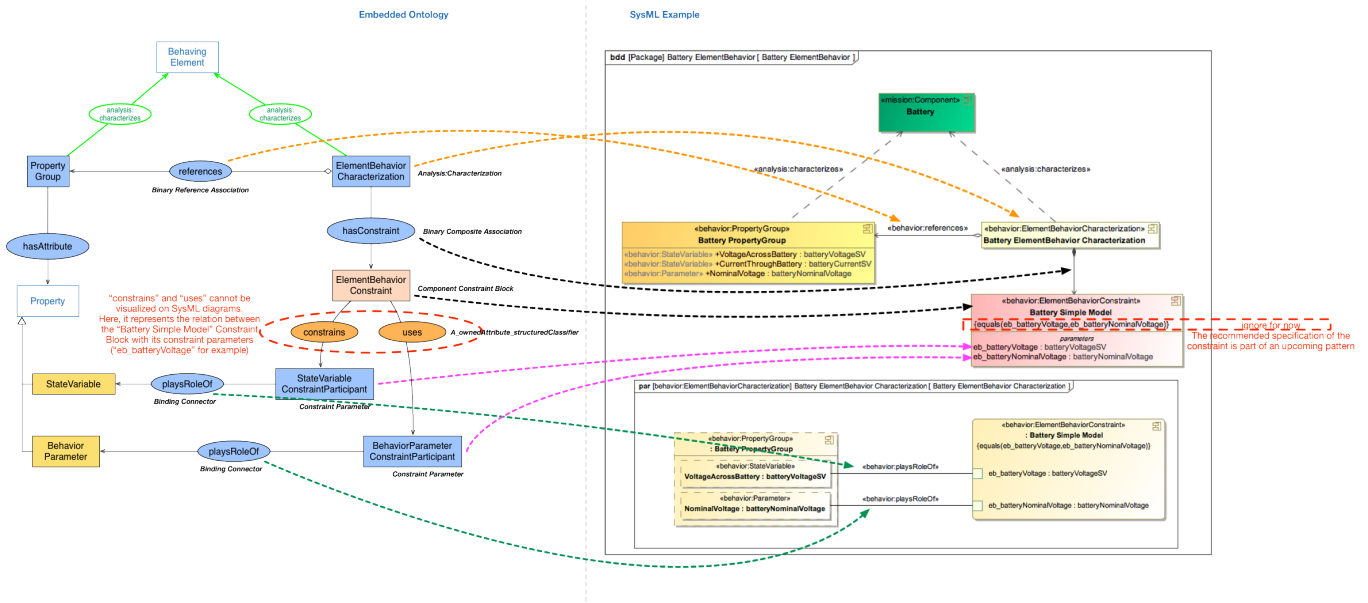 Embedded Ontology
SysML Example
Behaving
Element
analysis:
characterizes
analysis:
characterizes
Property
Group
references
Binary Reference Association
ElementBehavior
Characterization
Analysis:Characterization
hasAttribute
hasConstraint
Binary Composite Association
Property
ElementBehavior
Constraint
Component Constraint Block
"constrains" and "uses" cannot be
visualized on SysML diagrams.
Here, it represents the relation between
the "Battery Simple Model" Constraint
Block with its constraint parameters
("eb_batteryVoltage" for example)
constrains
uses
A_ownedAttribute_structuredClassifier
StateVariable
playsRoleOf
Binding Connector
StateVariable
ConstraintParticipant
Constraint Parameter
Behavior
Parameter
playsRoleOf
Binding Connector
BehaviorParameter
ConstraintParticipant
Constraint Parameter
bdd [Package] Battery ElementBehavior [ Battery ElementBehavior ]
«mission:Component»
Battery
«analysis:characterizes»
«analysis:characterizes»
«behavior:PropertyGroup»
Battery PropertyGroup
«behavior:StateVariable» +VoltageAcrossBattery : batteryVoltageSV
«behavior:StateVariable» +CurrentThroughBattery : batteryCurrentSV
«behavior:Parameter» +NominalVoltage : batteryNominalVoltage
«behavior:references»
«behavior:ElementBehaviorCharacterization»
Battery ElementBehavior Characterization
«behavior:ElementBehaviorConstraint»
Battery Simple Model
{equals(eb_batteryVoltage,eb_batteryNominalVoltage)}
parameters
eb_batteryVoltage : batteryVoltageSV
eb_batteryNominalVoltage : batteryNominalVoltage
ignore for now
The recommended specification of the
constraint is part of an upcoming pattern
par [behavior:ElementBehaviorCharacterization] Battery ElementBehavior Characterization [ Battery ElementBehavior Characterization ]
«behavior:PropertyGroup»
: Battery PropertyGroup
«behavior:StateVariable»
VoltageAcrossBattery : batteryVoltageSV
«behavior:Parameter»
NominalVoltage : batteryNominalVoltage
«behavior:playsRoleOf»
«behavior:playsRoleOf»
«behavior:ElementBehaviorConstraint»
: Battery Simple Model
{equals(eb_batteryVoltage,eb_batteryNominalVoltage)}
eb_batteryVoltage : batteryVoltageSV
eb_batteryNominalVoltage : batteryNominalVoltage